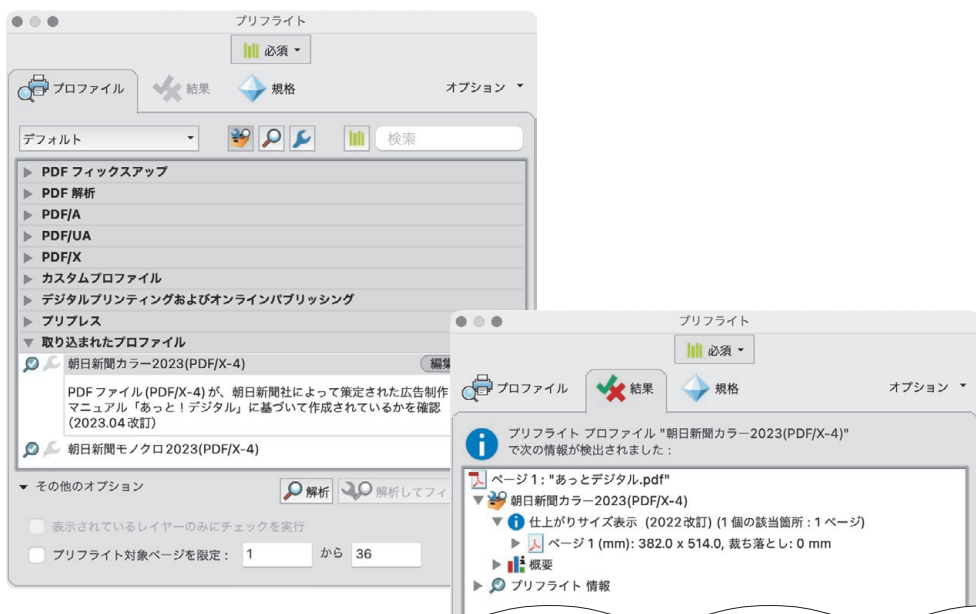 プリフライト
必須
プロファイル 結果 規格 オプション
デフォルト 検索
PDF フィックスアップ
PDF 解析
PDF/A
PDF/UA
PDF/X
カスタムプロファイル
デジタルプリンティングおよびオンラインパブリッシング
プリプレス
取り込まれたプロファイル
朝日新聞カラー2023(PDF/X-4) 編集
PDF ファイル (PDF/X-4) が、朝日新聞社によって策定された広告制作
マニュアル「あっと！デジタル」に基づいて作成されているかを確認
(2023.04 改訂)
朝日新聞モノクロ2023(PDF/X-4)
その他のオプション 解析 解析してフィ
表示されているレイヤーのみにチェックを実行
プリフライト対象ページを限定： 1 から 36
プリフライト
必須
プロファイル 結果 規格 オプション
プリフライト プロファイル "朝日新聞カラー2023(PDF/X-4)"
で次の情報が検出されました：
ページ 1 : "あっとデジタル.pdf"
朝日新聞カラー2023(PDF/X-4)
仕上がりサイズ表示 (2022 改訂) (1 個の該当箇所 : 1 ページ)
ページ 1 (mm): 382.0 x 514.0, 裁ち落とし: 0 mm
概要
プリフライト 情報